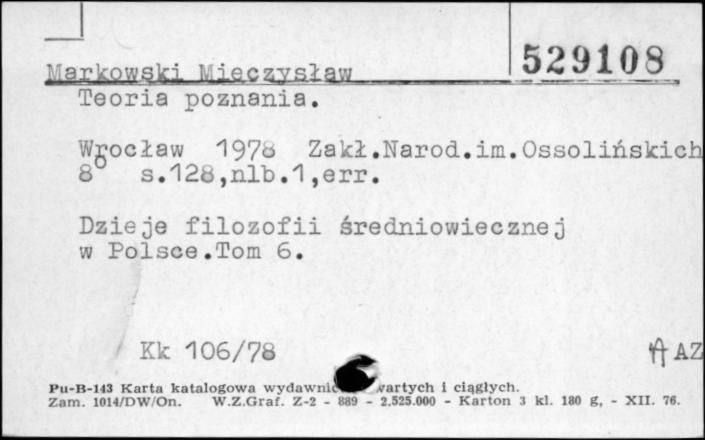 529108
Markowski Mieczysław
Teoria poznania.
Wrocław 1978 Zakł.Narod.im.Ossolińskich
8° s.128,nlb.1,err.
Dzieje filozofii średniowiecznej
w Polsce.Tom 6.
Kk 106/78
AZ
Pu-B-143 Karta katalogowa wydawnic artych i ciągłych.
Zam. 1014/DW/On. W.Z.Graf. Z-2 - 889 - 2.525.000 - Karton 3 kl. 180 g, - XII. 76.